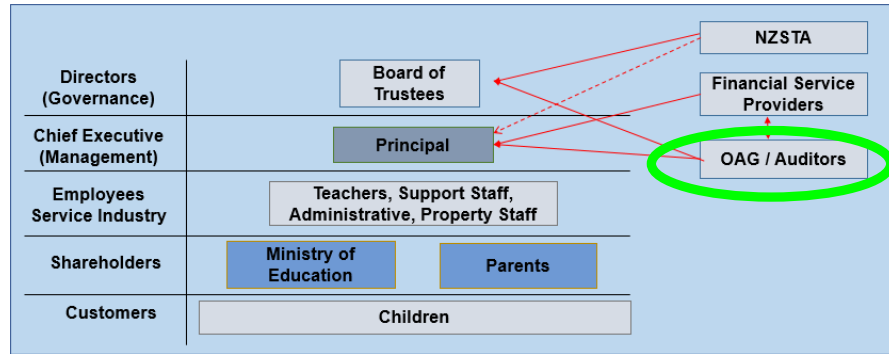 NZSTA
Directors
(Governance)
Board of
Trustees
Financial Service
Providers
Chief Executive
(Management)
Principal
OAG / Auditors
Employees
Service Industry
Teachers, Support Staff,
Administrative, Property Staff
Shareholders
Ministry of
Education
Parents
Customers
Children